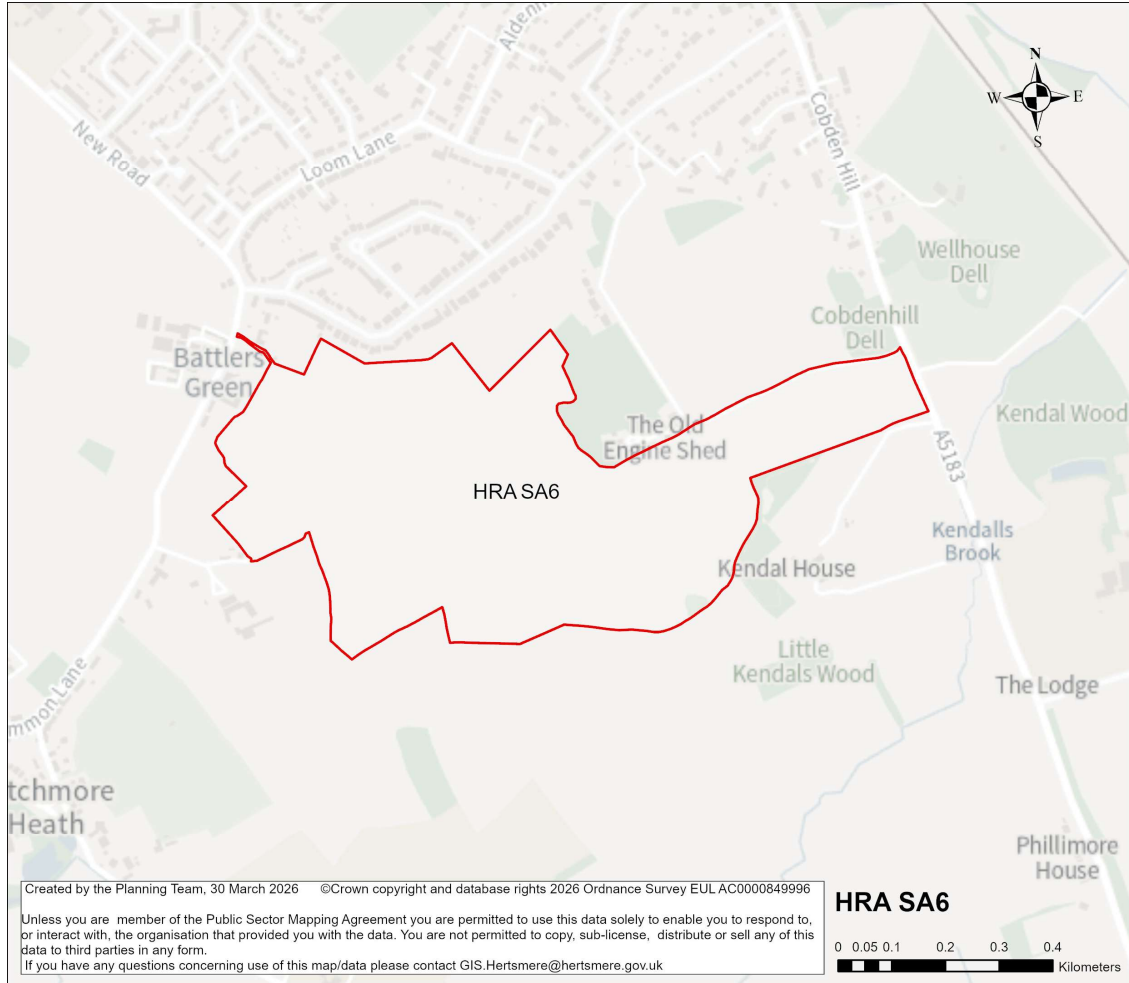 Aldenh
N
W
E
S
New Road
Loom Lane
Cobden Hill
Wellhouse
Dell
Cobdenhill
Dell
Battlers
Green
Kendal Wood
The Old
Engine Shed
A5183
HRA SA6
Kendalls
Brook
Kendal House
Little
Kendals Wood
The Lodge
mmon Lane
tchmore
Heath
Phillimore
House
Created by the Planning Team, 30 March 2026 ©Crown copyright and database rights 2026 Ordnance Survey EUL AC0000849996
Unless you are member of the Public Sector Mapping Agreement you are permitted to use this data solely to enable you to respond to,
or interact with, the organisation that provided you with the data. You are not permitted to copy, sub-license, distribute or sell any of this
data to third parties in any form.
If you have any questions concerning use of this map/data please contact GIS.Hertsmere@hertsmere.gov.uk
HRA SA6
0 0.05 0.1 0.2 0.3 0.4
Kilometers